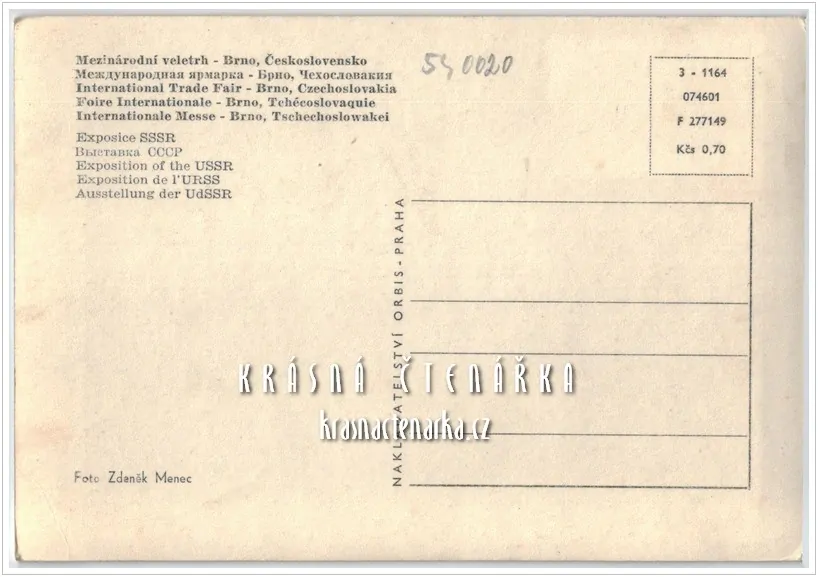 Mezinárodní veletrh - Brno, Československo
Международная ярмарка - Брно, Чехословакия
International Trade Fair - Brno, Czechoslovakia
Foire Internationale - Brno, Tchécoslovaquie
Internationale Messe - Brno, Tschechoslowakei
Exposice SSSR
Выставка СССР
Exposition of the USSR
Exposition de l'URSS
Ausstellung der UdSSR
540020
3 - 1164
074601
F 277149
Kčs 0,70
NAKLADATELSTVÍ ORBIS - PRAHA
KRÁSNÁ ČTENÁŘKA
krasnactenarka.cz
Foto Zdeněk Menec